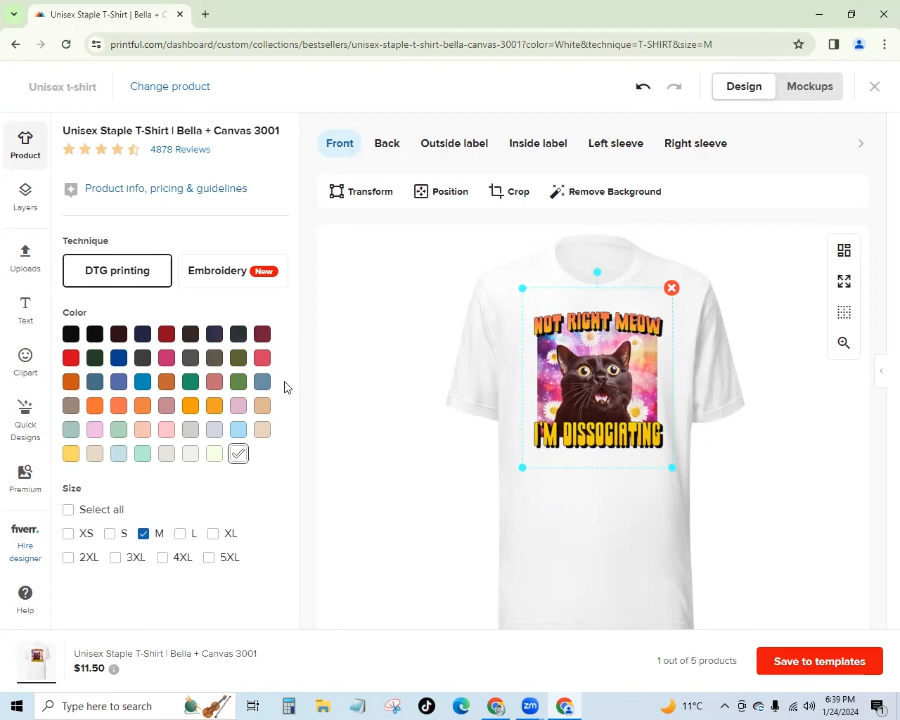 Unisex Staple T-Shirt | Bella + C
printful.com/dashboard/custom/collections/bestsellers/unisex-staple-t-shirt-bella-canvas-3001?color=White&technique=T-SHIRT&size=M
Unisex t-shirt
Change product
Design
Mockups
Product
Layers
Uploads
Text
Clipart
Quick
Designs
Premium
fiverr.
Hire
designer
Help
Unisex Staple T-Shirt | Bella + Canvas 3001
4878 Reviews
Product info, pricing & guidelines
Technique
DTG printing
Embroidery New
Color
Size
Select all
XS S M L XL
2XL 3XL 4XL 5XL
Front Back Outside label Inside label Left sleeve Right sleeve
Transform Position Crop Remove Background
NOT RIGHT MEOW
I'M DISSOCIATING
Unisex Staple T-Shirt | Bella + Canvas 3001
$11.50
1 out of 5 products
Save to templates
Type here to search
11°C
6:39 PM
1/24/2024